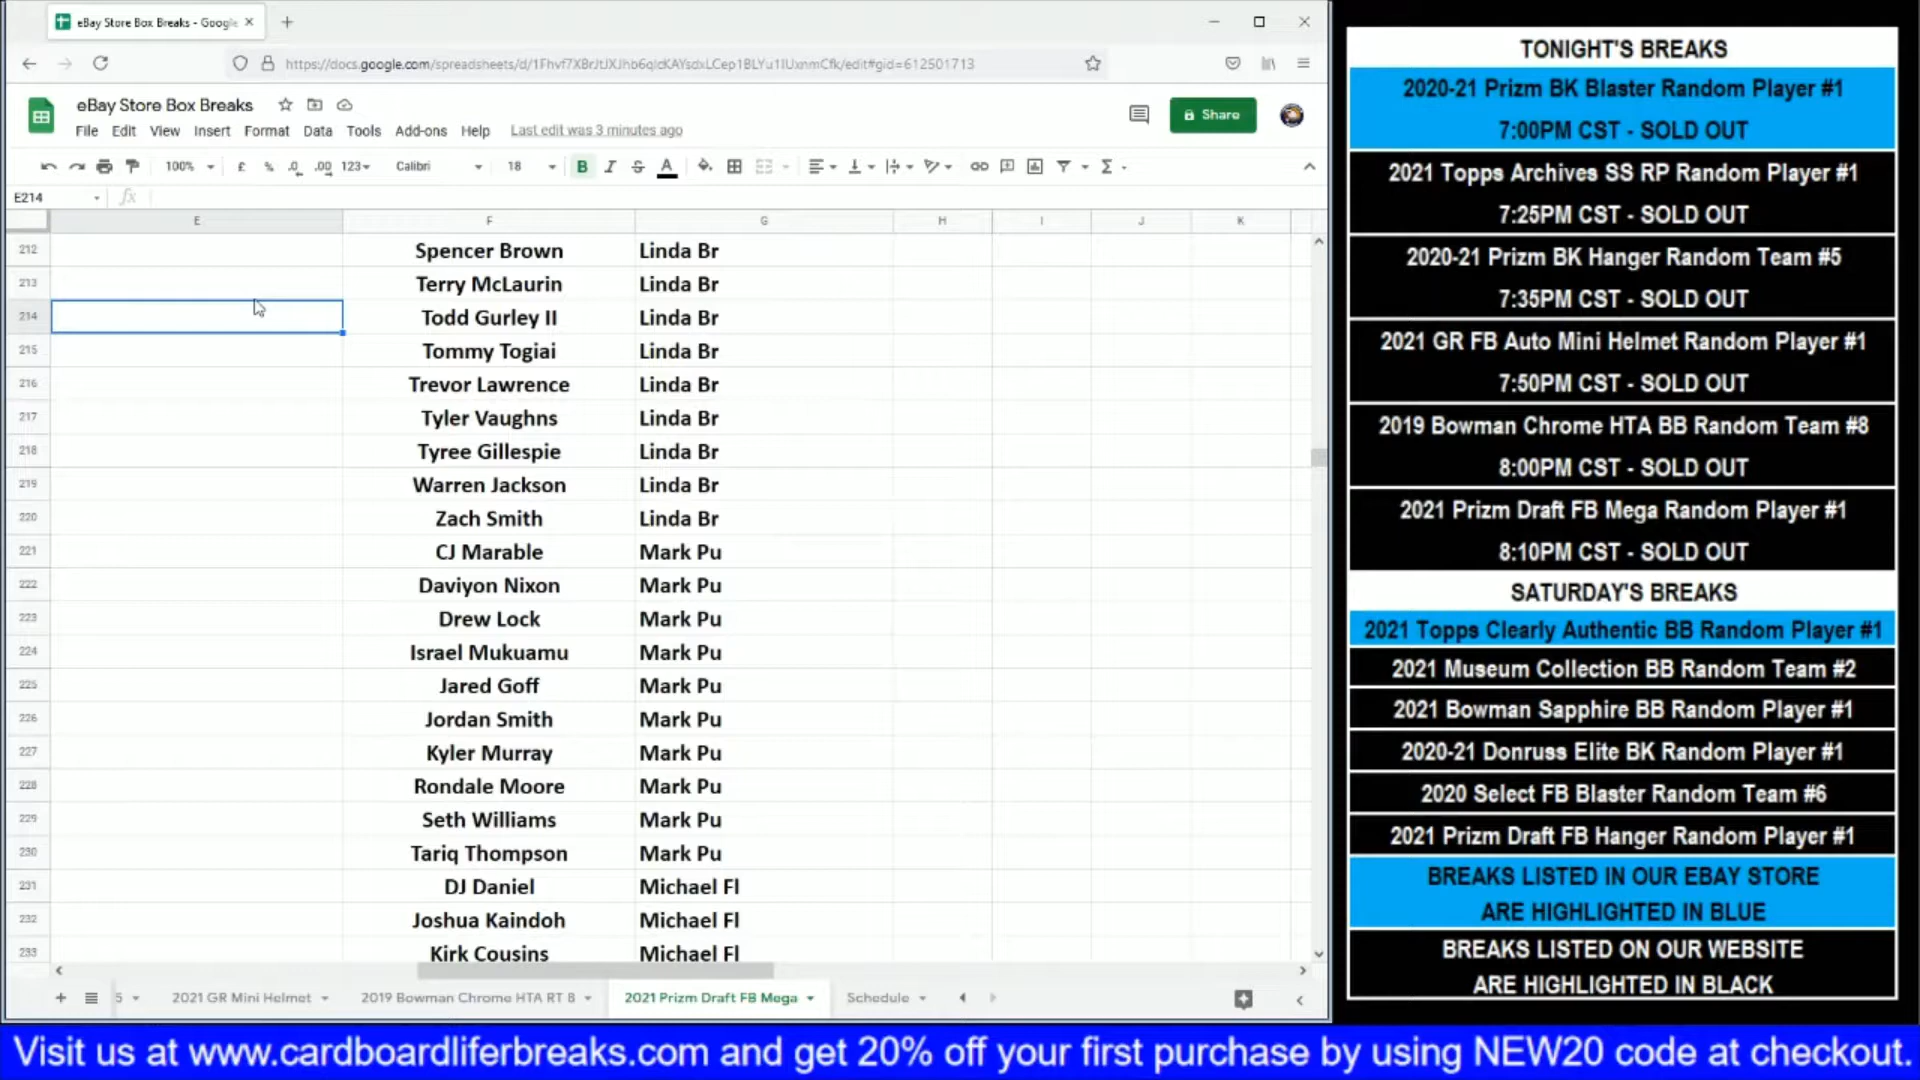 eBay Store Box Breaks - Google
eBay Store Box Breaks
File Edit View Insert Format Data Tools Add-ons Help Last edit was 3 minutes ago
Share
100% £ % .0 .00 123 Calibri 18 B I S A
E214 fx
E F G H I J K
212 Spencer Brown Linda Br
213 Terry McLaurin Linda Br
214 Todd Gurley II Linda Br
215 Tommy Togiai Linda Br
216 Trevor Lawrence Linda Br
217 Tyler Vaughns Linda Br
218 Tyree Gillespie Linda Br
219 Warren Jackson Linda Br
220 Zach Smith Linda Br
221 CJ Marable Mark Pu
222 Daviyon Nixon Mark Pu
223 Drew Lock Mark Pu
224 Israel Mukuamu Mark Pu
225 Jared Goff Mark Pu
226 Jordan Smith Mark Pu
227 Kyler Murray Mark Pu
228 Rondale Moore Mark Pu
229 Seth Williams Mark Pu
230 Tariq Thompson Mark Pu
231 DJ Daniel Michael Fl
232 Joshua Kaindoh Michael Fl
233 Kirk Cousins Michael Fl
5 2021 GR Mini Helmet 2019 Bowman Chrome HTA RT 8 2021 Prizm Draft FB Mega Schedule
TONIGHT'S BREAKS
2020-21 Prizm BK Blaster Random Player #1
7:00PM CST - SOLD OUT
2021 Topps Archives SS RP Random Player #1
7:25PM CST - SOLD OUT
2020-21 Prizm BK Hanger Random Team #5
7:35PM CST - SOLD OUT
2021 GR FB Auto Mini Helmet Random Player #1
7:50PM CST - SOLD OUT
2019 Bowman Chrome HTA BB Random Team #8
8:00PM CST - SOLD OUT
2021 Prizm Draft FB Mega Random Player #1
8:10PM CST - SOLD OUT
SATURDAY'S BREAKS
2021 Topps Clearly Authentic BB Random Player #1
2021 Museum Collection BB Random Team #2
2021 Bowman Sapphire BB Random Player #1
2020-21 Donruss Elite BK Random Player #1
2020 Select FB Blaster Random Team #6
2021 Prizm Draft FB Hanger Random Player #1
BREAKS LISTED IN OUR EBAY STORE
ARE HIGHLIGHTED IN BLUE
BREAKS LISTED ON OUR WEBSITE
ARE HIGHLIGHTED IN BLACK
Visit us at www.cardboardliferbreaks.com and get 20% off your first purchase by using NEW20 code at checkout.